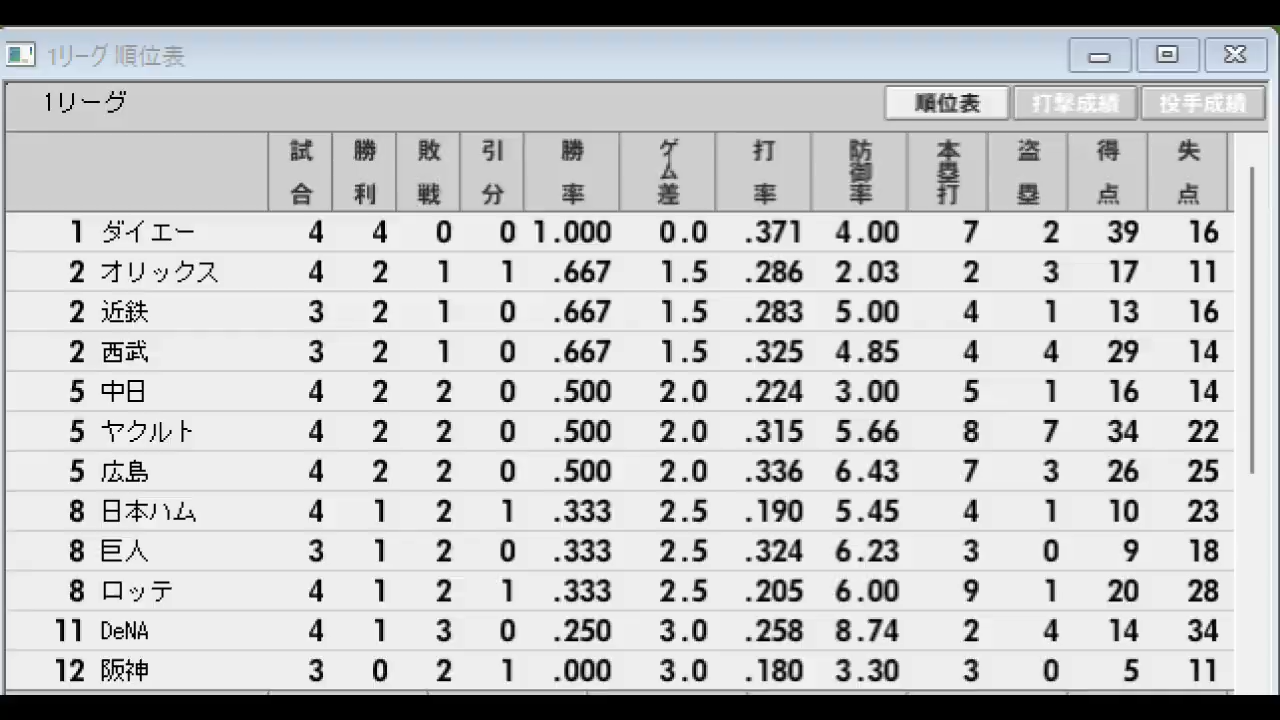 1リーグ 順位表
1リーグ 順位表 打撃成績 投手成績
試合 勝利 敗戦 引分 勝率 ゲーム差 打率 防御率 本塁打 盗塁 得点 失点
1 ダイエー 4 4 0 0 1.000 0.0 .371 4.00 7 2 39 16
2 オリックス 4 2 1 1 .667 1.5 .286 2.03 2 3 17 11
2 近鉄 3 2 1 0 .667 1.5 .283 5.00 4 1 13 16
2 西武 3 2 1 0 .667 1.5 .325 4.85 4 4 29 14
5 中日 4 2 2 0 .500 2.0 .224 3.00 5 1 16 14
5 ヤクルト 4 2 2 0 .500 2.0 .315 5.66 8 7 34 22
5 広島 4 2 2 0 .500 2.0 .336 6.43 7 3 26 25
8 日本ハム 4 1 2 1 .333 2.5 .190 5.45 4 1 10 23
8 巨人 3 1 2 0 .333 2.5 .324 6.23 3 0 9 18
8 ロッテ 4 1 2 1 .333 2.5 .205 6.00 9 1 20 28
11 DeNA 4 1 3 0 .250 3.0 .258 8.74 2 4 14 34
12 阪神 3 0 2 1 .000 3.0 .180 3.30 3 0 5 11